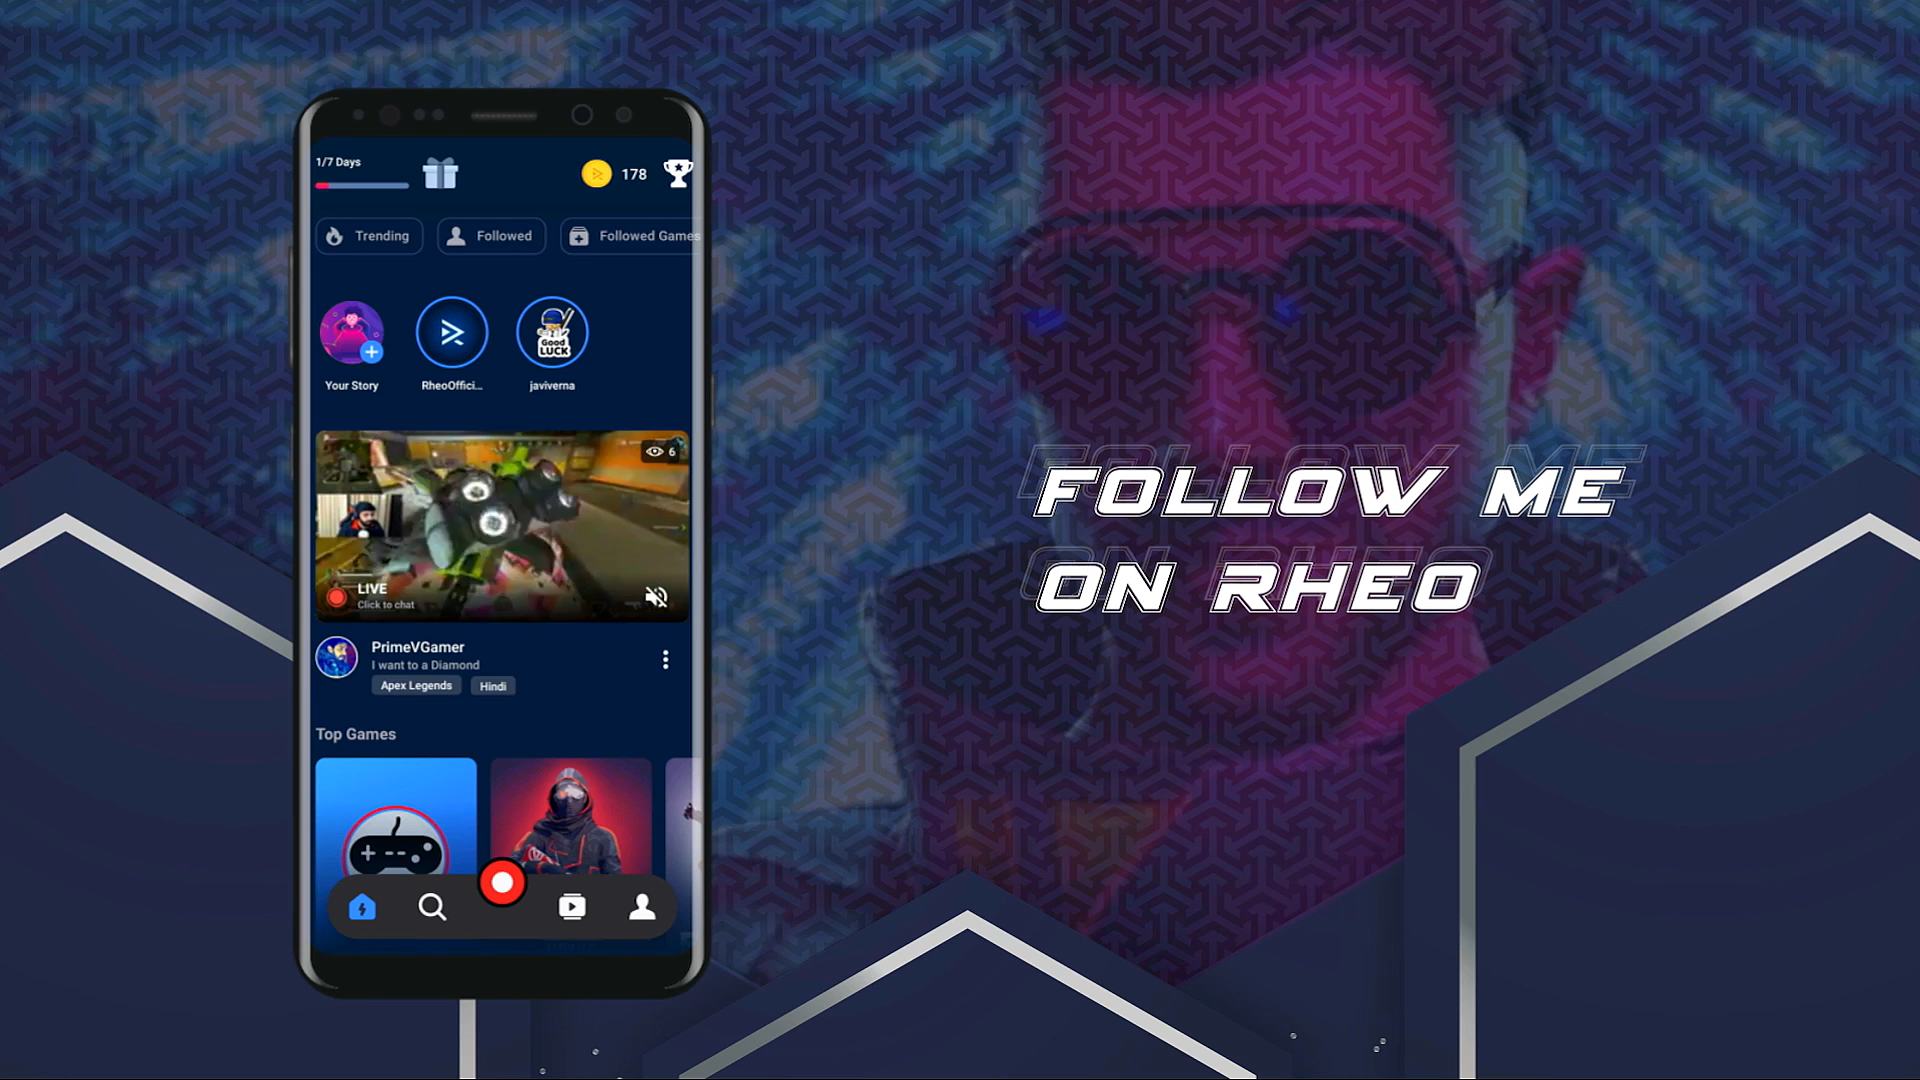 1/7 Days
178
Trending
Followed
Followed Games
Good
LUCK
Your Story
RheoOffici...
javiverna
6
LIVE
Click to chat
PrimeVGamer
I want to a Diamond
Apex Legends
Hindi
Top Games
FOLLOW ME
ON RHEO